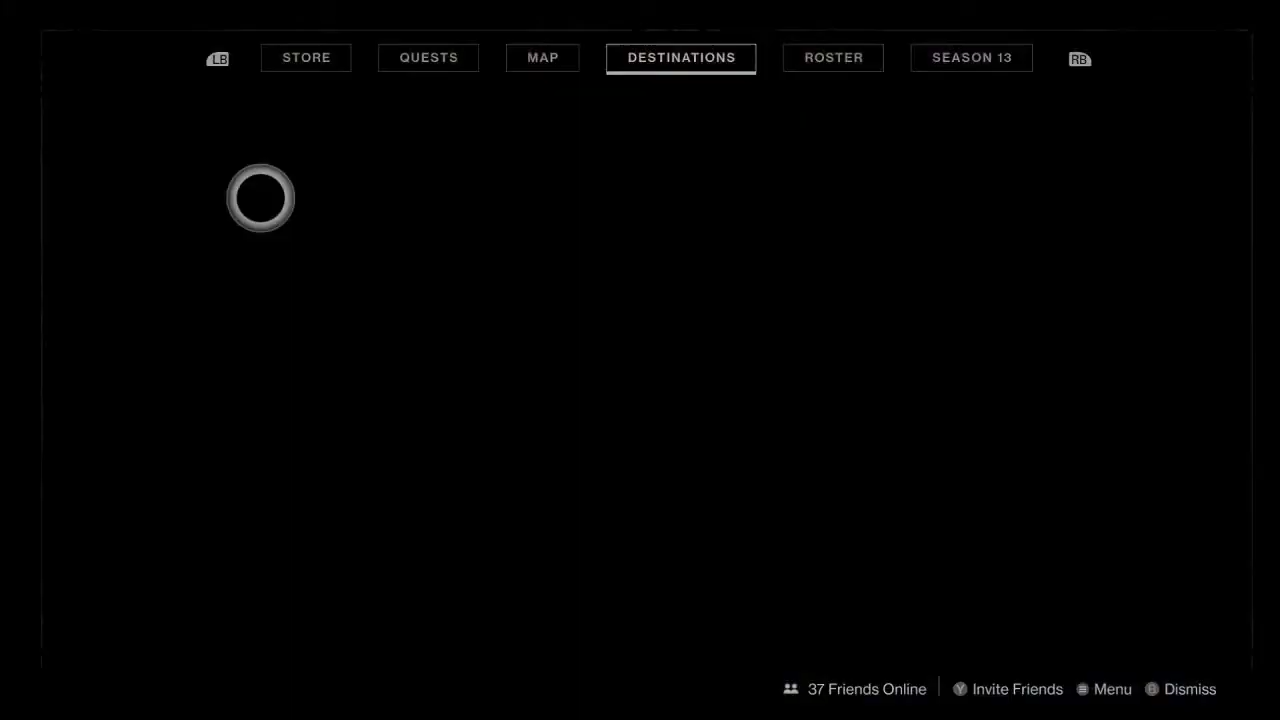 LB STORE QUESTS MAP DESTINATIONS ROSTER SEASON 13 RB
37 Friends Online Y Invite Friends Menu B Dismiss